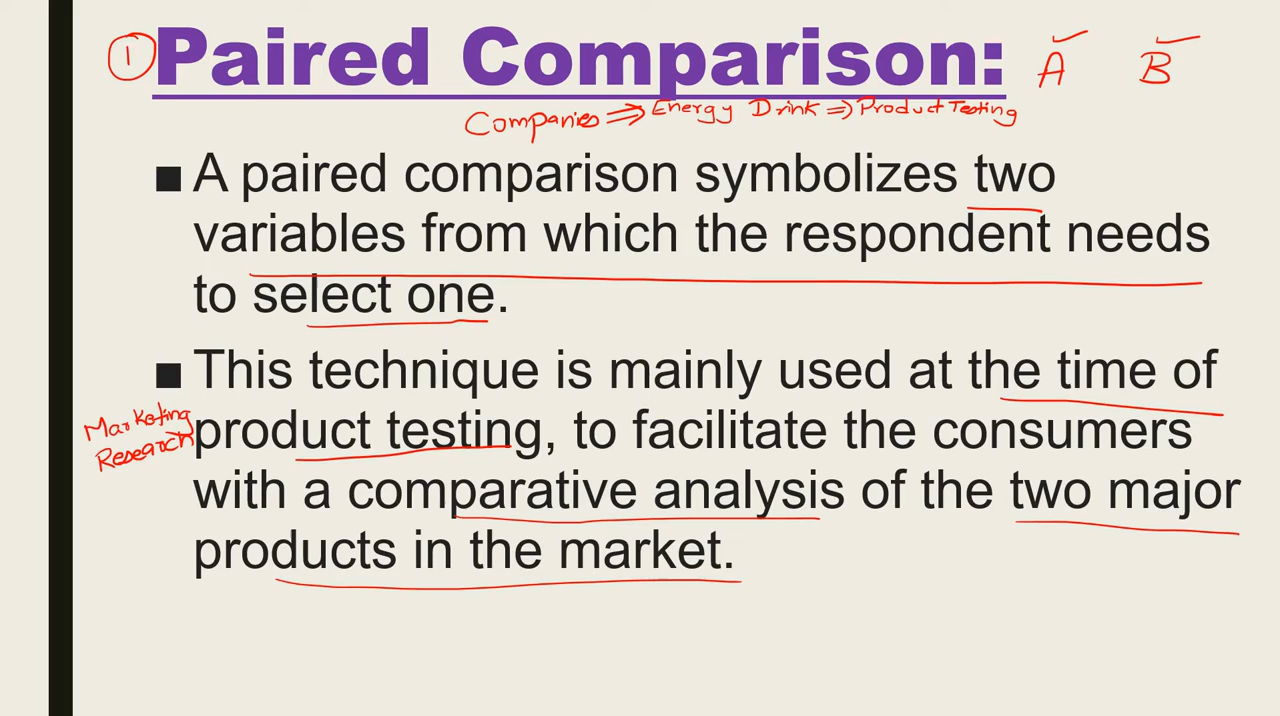 ① Paired Comparison: A B
Companies ⇒ Energy Drink ⇒ Product Testing
■ A paired comparison symbolizes two
variables from which the respondent needs
to select one.
■ This technique is mainly used at the time of
Marketing
product testing, to facilitate the consumers
Research
with a comparative analysis of the two major
products in the market.